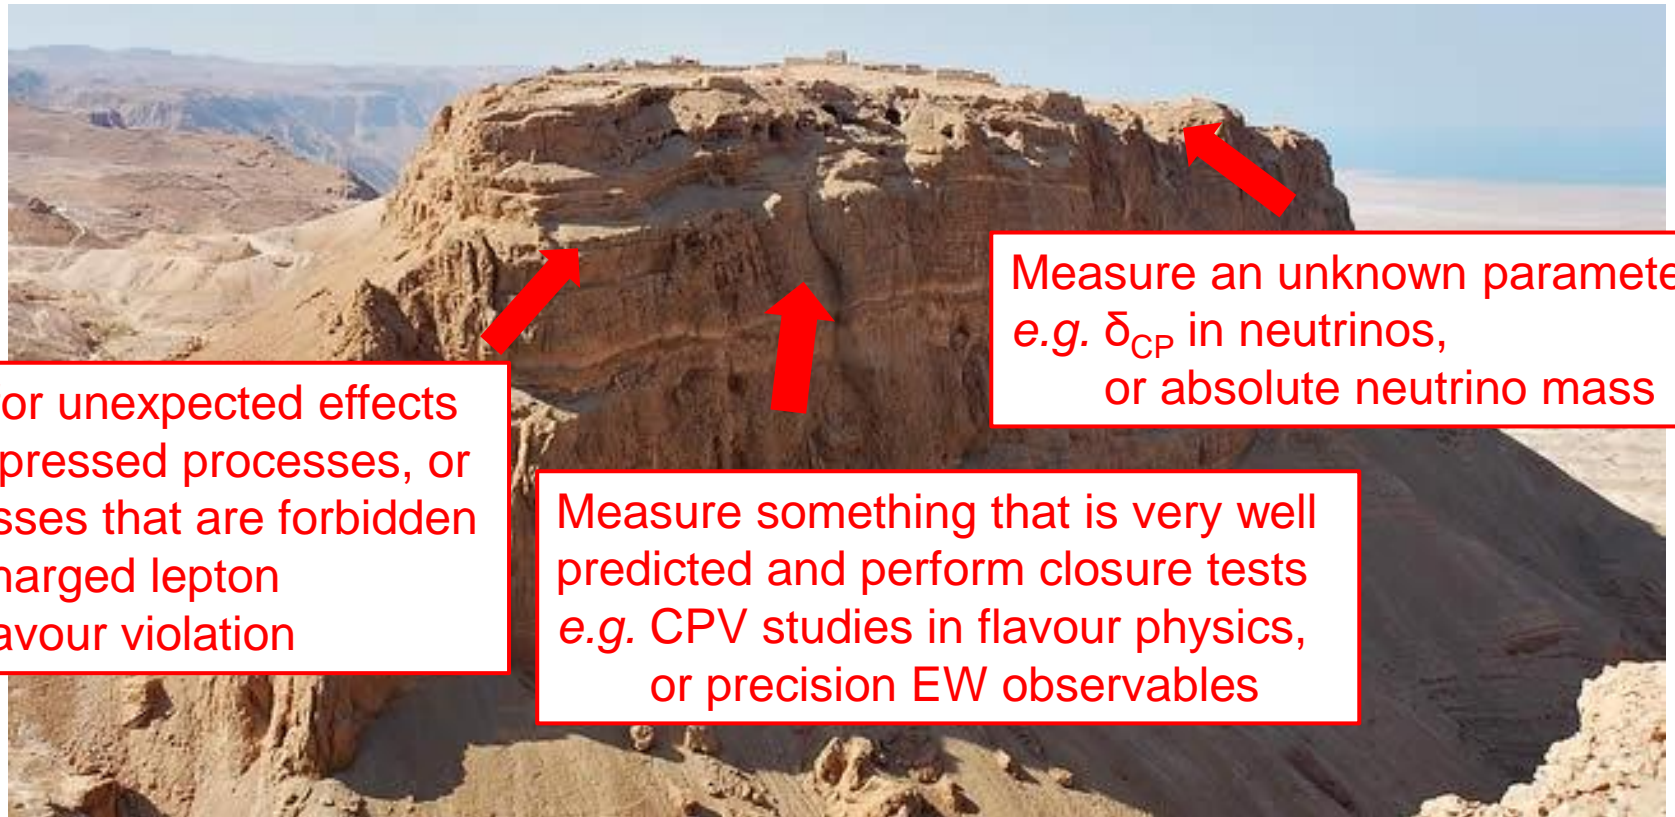 or unexpected effects
pressed processes, or
sses that are forbidden
harged lepton
avour violation
Measure something that is very well
predicted and perform closure tests
e.g. CPV studies in flavour physics,
or precision EW observables
Measure an unknown paramete
e.g. δCP in neutrinos,
or absolute neutrino mass